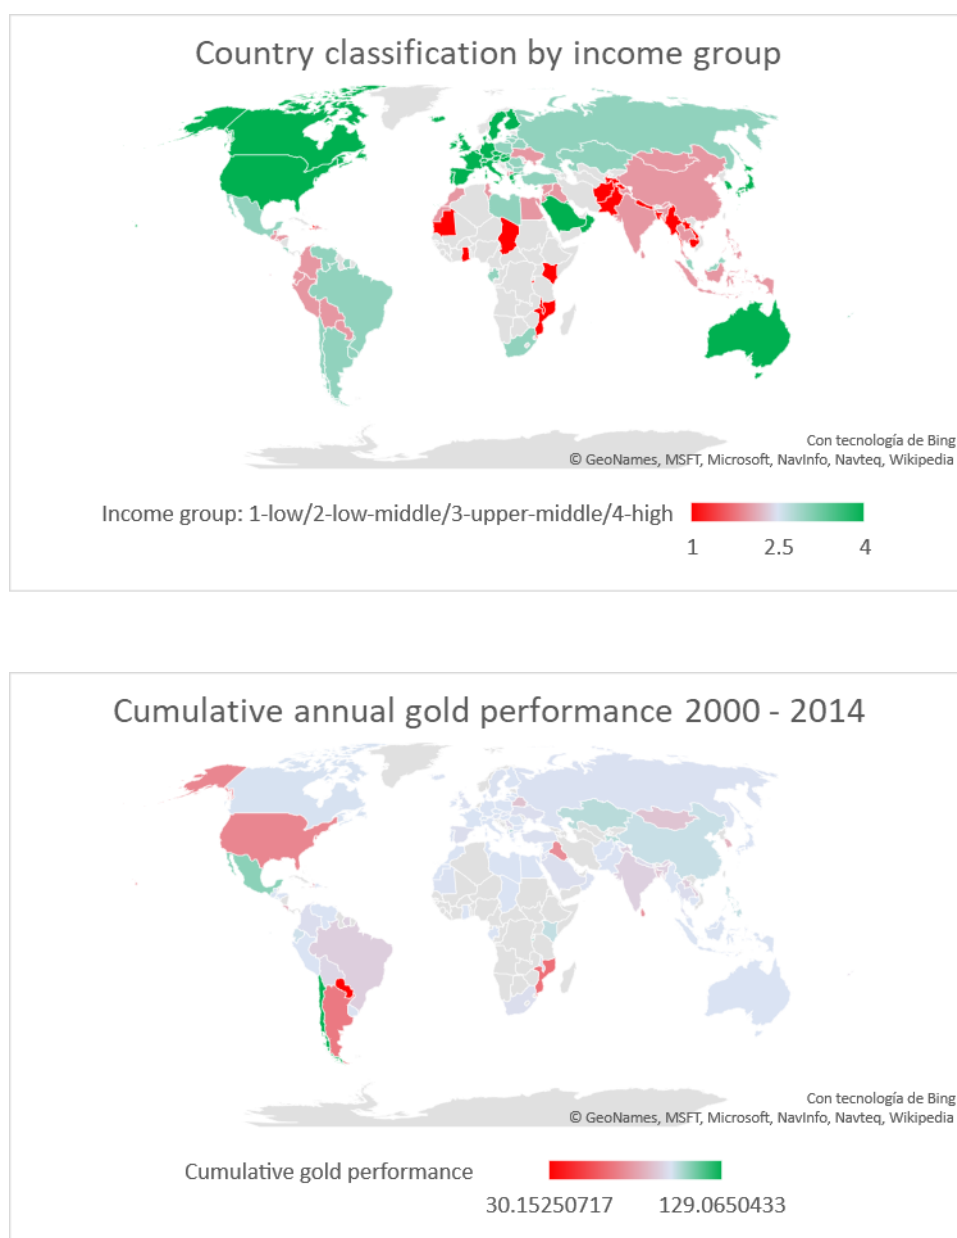 Country classification by income group
Con tecnología de Bing
© GeoNames, MSFT, Microsoft, NavInfo, Navteq, Wikipedia
Income group: 1-low/2-low-middle/3-upper-middle/4-high
1 2.5 4
Cumulative annual gold performance 2000 - 2014
Con tecnología de Bing
© GeoNames, MSFT, Microsoft, NavInfo, Navteq, Wikipedia
Cumulative gold performance
30.15250717 129.0650433